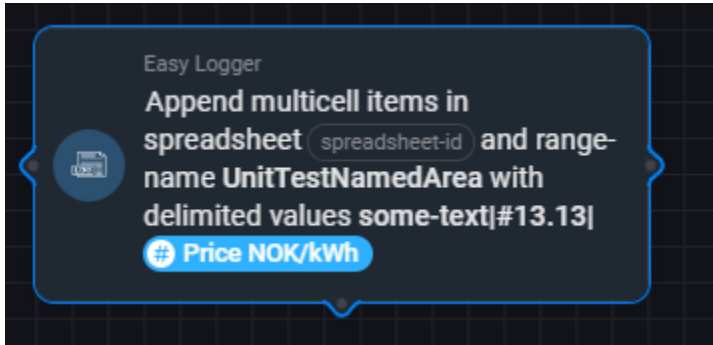 Easy Logger
Append multicell items in
spreadsheet spreadsheet-id and range-
name UnitTestNamedArea with
delimited values some-text|#13.13|
# Price NOK/kWh